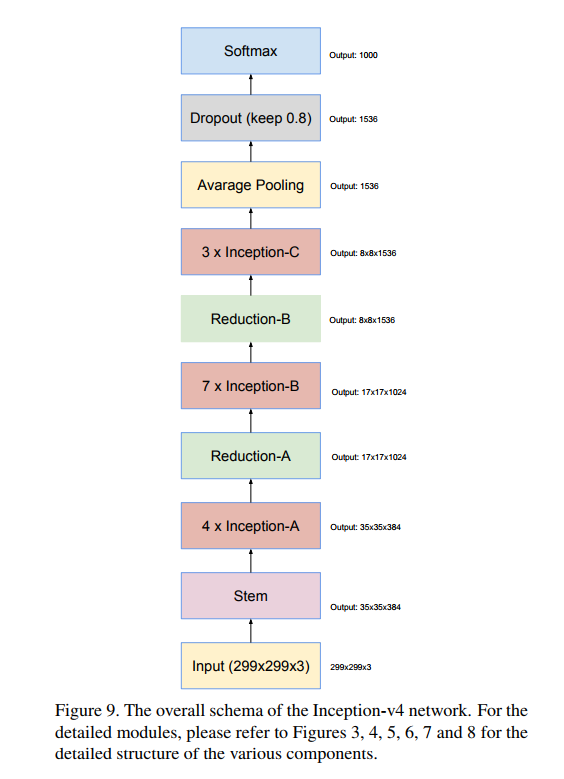 Softmax
Output: 1000
Dropout (keep 0.8)
Output: 1536
Avarage Pooling
Output: 1536
3 x Inception-C
Output: 8x8x1536
Reduction-B
Output: 8x8x1536
7 x Inception-B
Output: 17x17x1024
Reduction-A
Output: 17x17x1024
4 x Inception-A
Output: 35x35x384
Stem
Output: 35x35x384
Input (299x299x3)
299x299x3
Figure 9. The overall schema of the Inception-v4 network. For the
detailed modules, please refer to Figures 3, 4, 5, 6, 7 and 8 for the
detailed structure of the various components.